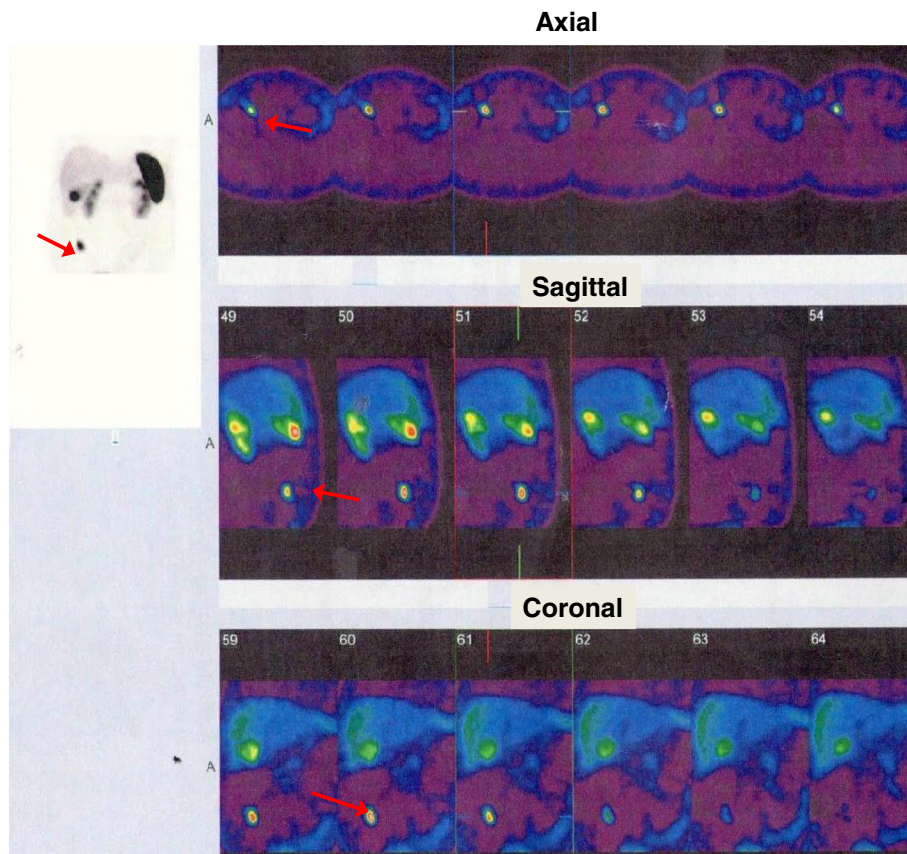 Axial
A
Sagittal
49 50 51 52 53 54
A
Coronal
59 60 61 62 63 64
A